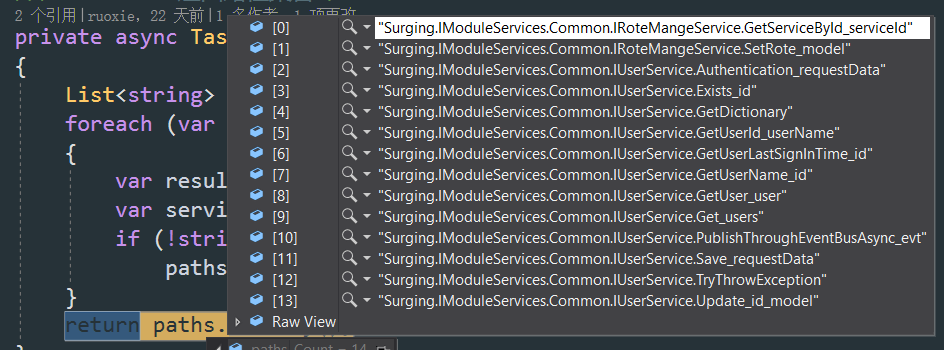 2 个引用|ruoxie，22 天前|1 名作者，1 项更改
private async Tas
{
List<string>
foreach (var
{
var resul
var servi
if (!stri
paths
}
return paths.
[0] "Surging.IModuleServices.Common.IRoteMangeService.GetServiceById_serviceId"
[1] "Surging.IModuleServices.Common.IRoteMangeService.SetRote_model"
[2] "Surging.IModuleServices.Common.IUserService.Authentication_requestData"
[3] "Surging.IModuleServices.Common.IUserService.Exists_id"
[4] "Surging.IModuleServices.Common.IUserService.GetDictionary"
[5] "Surging.IModuleServices.Common.IUserService.GetUserId_userName"
[6] "Surging.IModuleServices.Common.IUserService.GetUserLastSignInTime_id"
[7] "Surging.IModuleServices.Common.IUserService.GetUserName_id"
[8] "Surging.IModuleServices.Common.IUserService.GetUser_user"
[9] "Surging.IModuleServices.Common.IUserService.Get_users"
[10] "Surging.IModuleServices.Common.IUserService.PublishThroughEventBusAsync_evt"
[11] "Surging.IModuleServices.Common.IUserService.Save_requestData"
[12] "Surging.IModuleServices.Common.IUserService.TryThrowException"
[13] "Surging.IModuleServices.Common.IUserService.Update_id_model"
Raw View
paths Count = 14